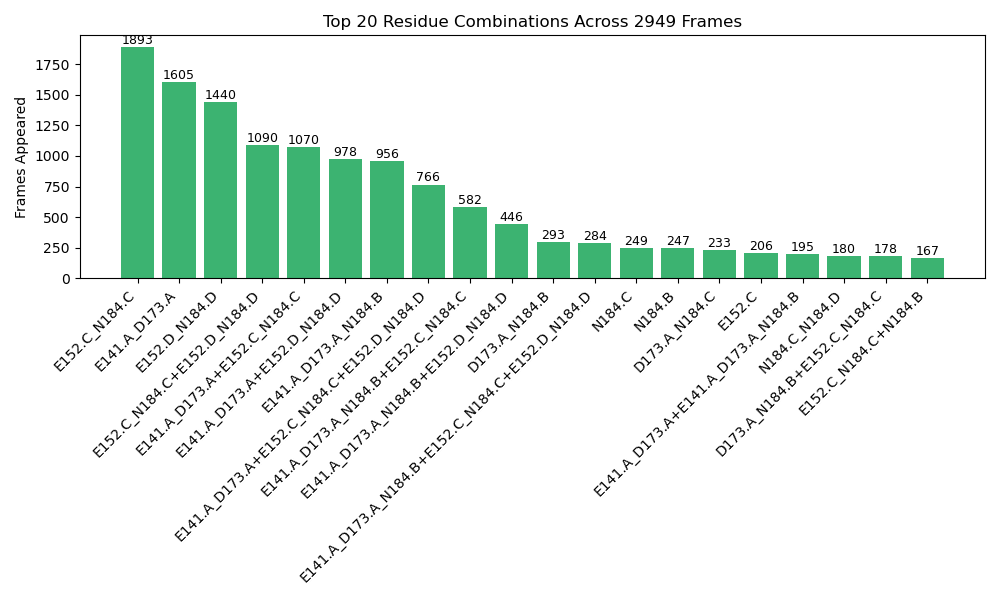 Top 20 Residue Combinations Across 2949 Frames
Frames Appeared
1750
1500
1250
1000
750
500
250
0
1893
1605
1440
1090
1070
978
956
766
582
446
293
284
249
247
233
206
195
180
178
167
E152.C_N184.C
E141.A_D173.A
E152.D_N184.D
E152.C_N184.C+E152.D_N184.D
E141.A_D173.A+E152.C_N184.C
E141.A_D173.A+E152.D_N184.D
E141.A_D173.A_N184.B
E141.A_D173.A+E152.C_N184.C+E152.D_N184.D
E141.A_D173.A_N184.B+E152.C_N184.C
E141.A_D173.A_N184.B+E152.D_N184.D
D173.A_N184.B
E141.A_D173.A_N184.B+E152.C_N184.C+E152.D_N184.D
N184.C
N184.B
D173.A_N184.C
E152.C
E141.A_D173.A+E141.A_D173.A_N184.B
N184.C_N184.D
D173.A_N184.B+E152.C_N184.C
E152.C_N184.C+N184.B